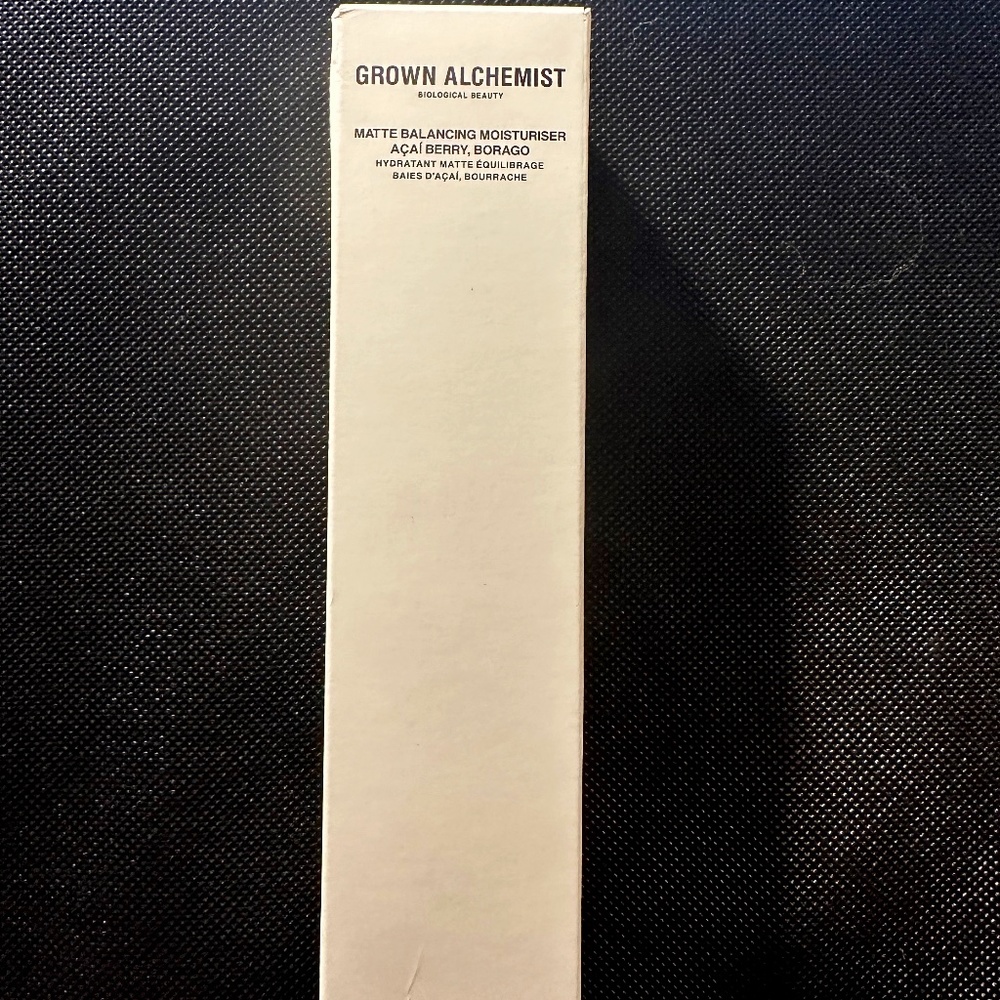 GROWN ALCHEMIST
BIOLOGICAL BEAUTY
MATTE BALANCING MOISTURISER
AÇAÍ BERRY, BORAGO
HYDRATANT MATTE ÉQUILIBRAGE
BAIES D'AÇAÍ, BOURRACHE